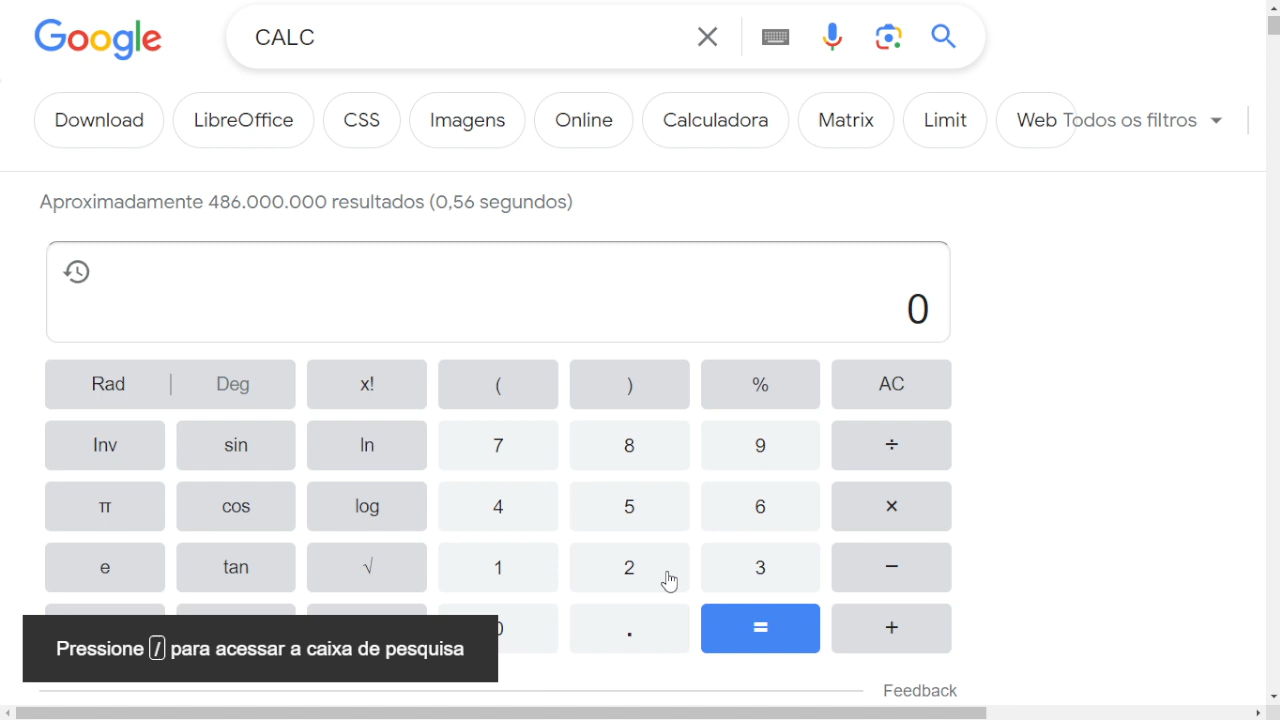 Google CALC
Download LibreOffice CSS Imagens Online Calculadora Matrix Limit Web Todos os filtros
Aproximadamente 486.000.000 resultados (0,56 segundos)
0
Rad | Deg x! ( ) % AC
Inv sin ln 7 8 9 ÷
π cos log 4 5 6 ×
e tan √ 1 2 3 −
. = +
Pressione / para acessar a caixa de pesquisa
Feedback